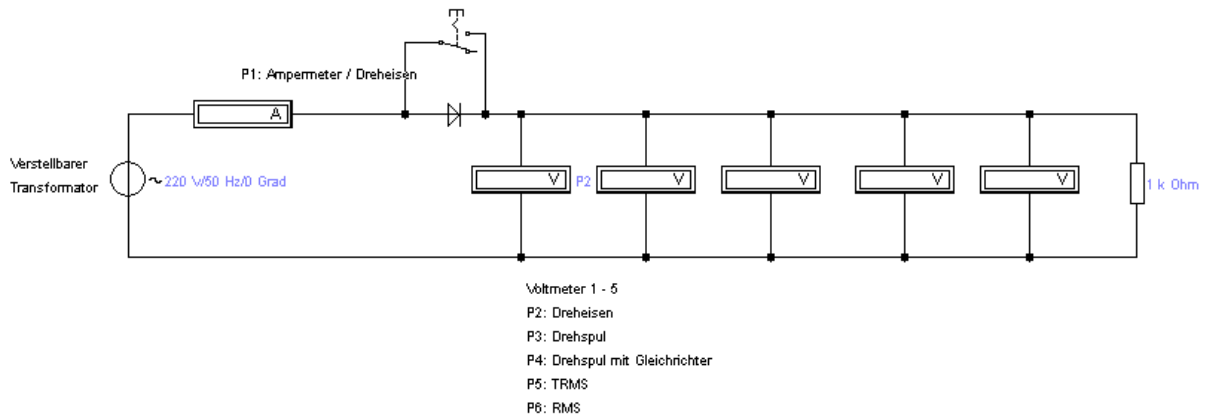 P1: Ampermeter / Dreheisen
A
Verstellbarer
Transformator
~ 220 V/50 Hz/0 Grad
V
P2
V
V
V
V
1 k Ohm
Voltmeter 1 - 5
P2: Dreheisen
P3: Drehspul
P4: Drehspul mit Gleichrichter
P5: TRMS
P6: RMS